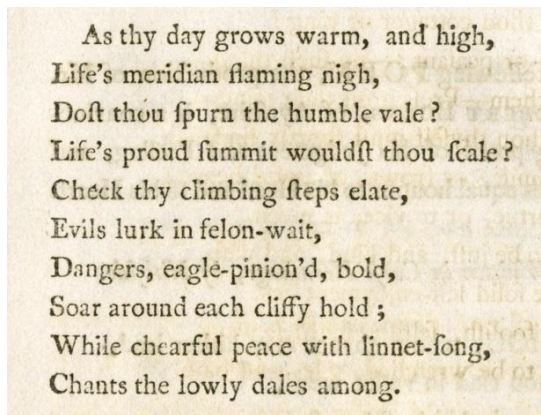 As thy day grows warm, and high,
Life's meridian flaming nigh,
Doſt thou ſpurn the humble vale?
Life's proud ſummit wouldſt thou ſcale?
Check thy climbing ſteps elate,
Evils lurk in felon-wait,
Dangers, eagle-pinion'd, bold,
Soar around each cliffy hold;
While chearful peace with linnet-ſong,
Chants the lowly dales among.